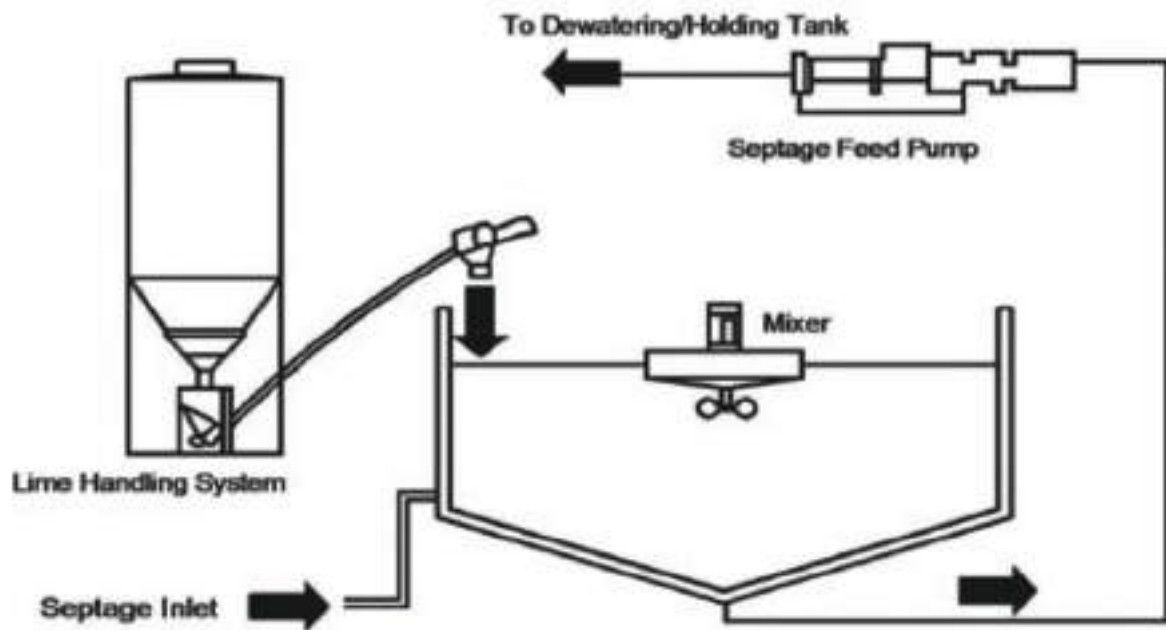 To Dewatering/Holding Tank
Septage Feed Pump
Mixer
Lime Handling System
Septage Inlet